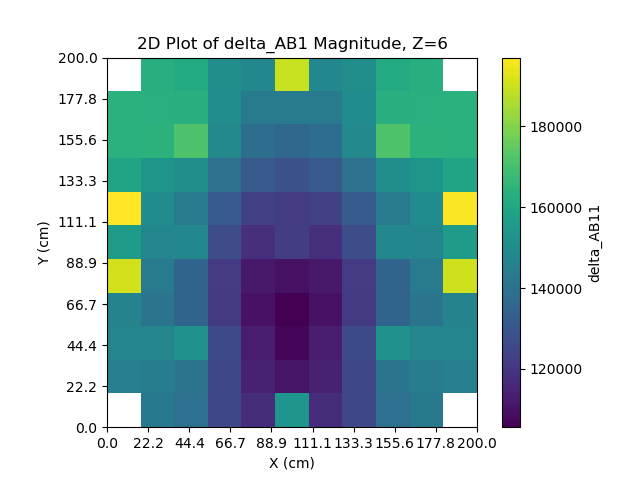 2D Plot of delta_AB1 Magnitude, Z=6
200.0
177.8
155.6
133.3
111.1
88.9
66.7
44.4
22.2
0.0
Y (cm)
0.0 22.2 44.4 66.7 88.9 111.1 133.3 155.6 177.8 200.0
X (cm)
180000
160000
140000
120000
delta_AB11